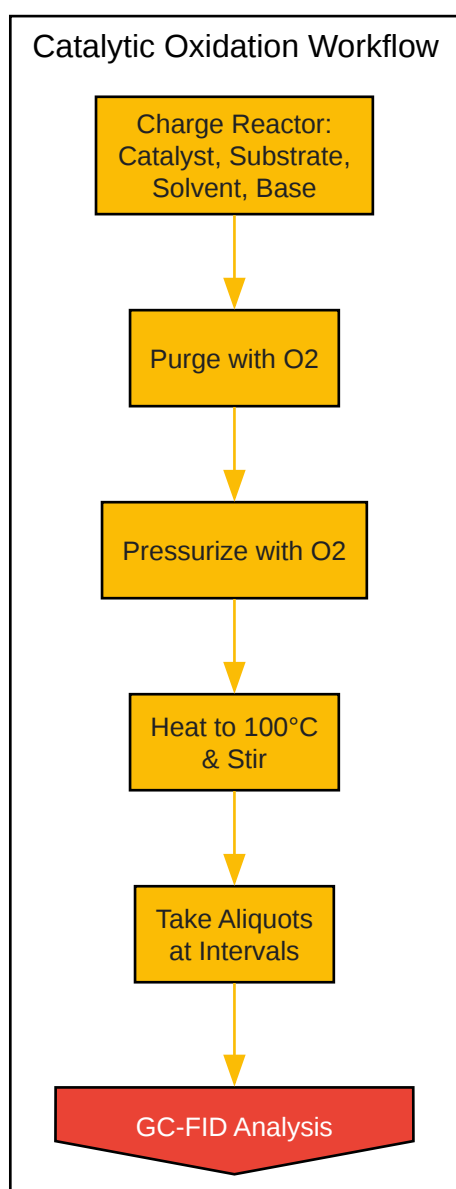 Catalytic Oxidation Workflow
Charge Reactor:
Catalyst, Substrate,
Solvent, Base
Purge with O2
Pressurize with O2
Heat to 100°C
& Stir
Take Aliquots
at Intervals
GC-FID Analysis